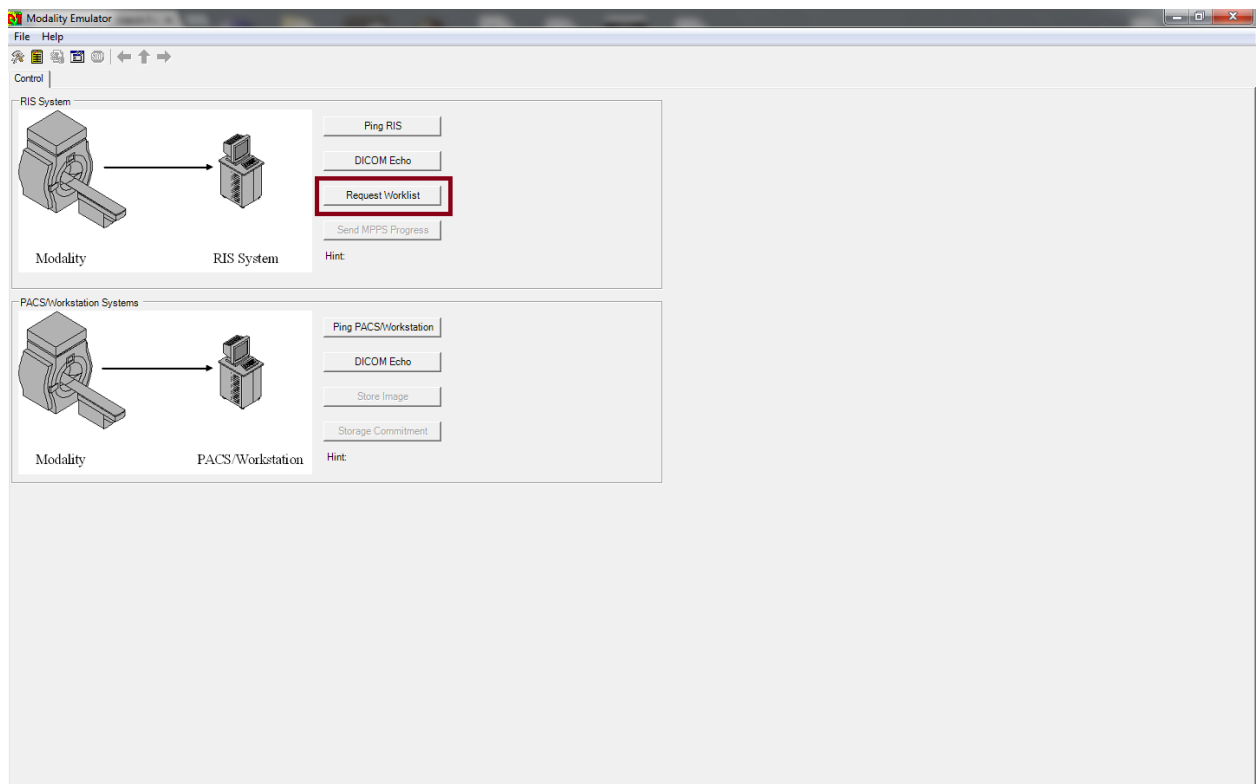 Modality Emulator
File Help
Control
RIS System
Ping RIS
DICOM Echo
Request Worklist
Send MPPS Progress
Hint:
Modality
RIS System
PACS/Workstation Systems
Ping PACS/Workstation
DICOM Echo
Store Image
Storage Commitment
Hint:
Modality
PACS/Workstation